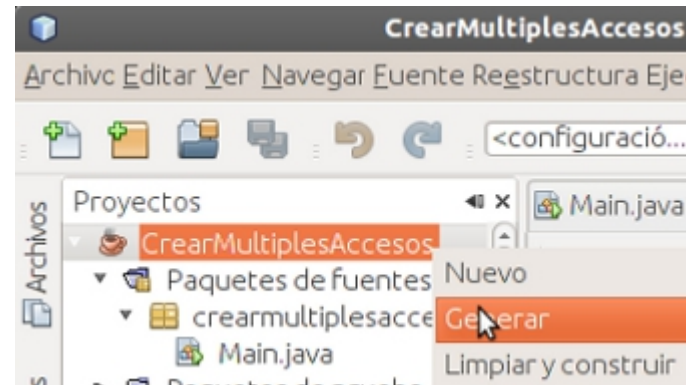 CrearMultiplesAccesos
Archivo Editar Ver Navegar Fuente Reestructura Eje
<configuració...
Archivos
Proyectos
Main.java
CrearMultiplesAccesos
Paquetes de fuentes
Nuevo
crearmultiplesacce
Generar
Main.java
Limpiar y construir